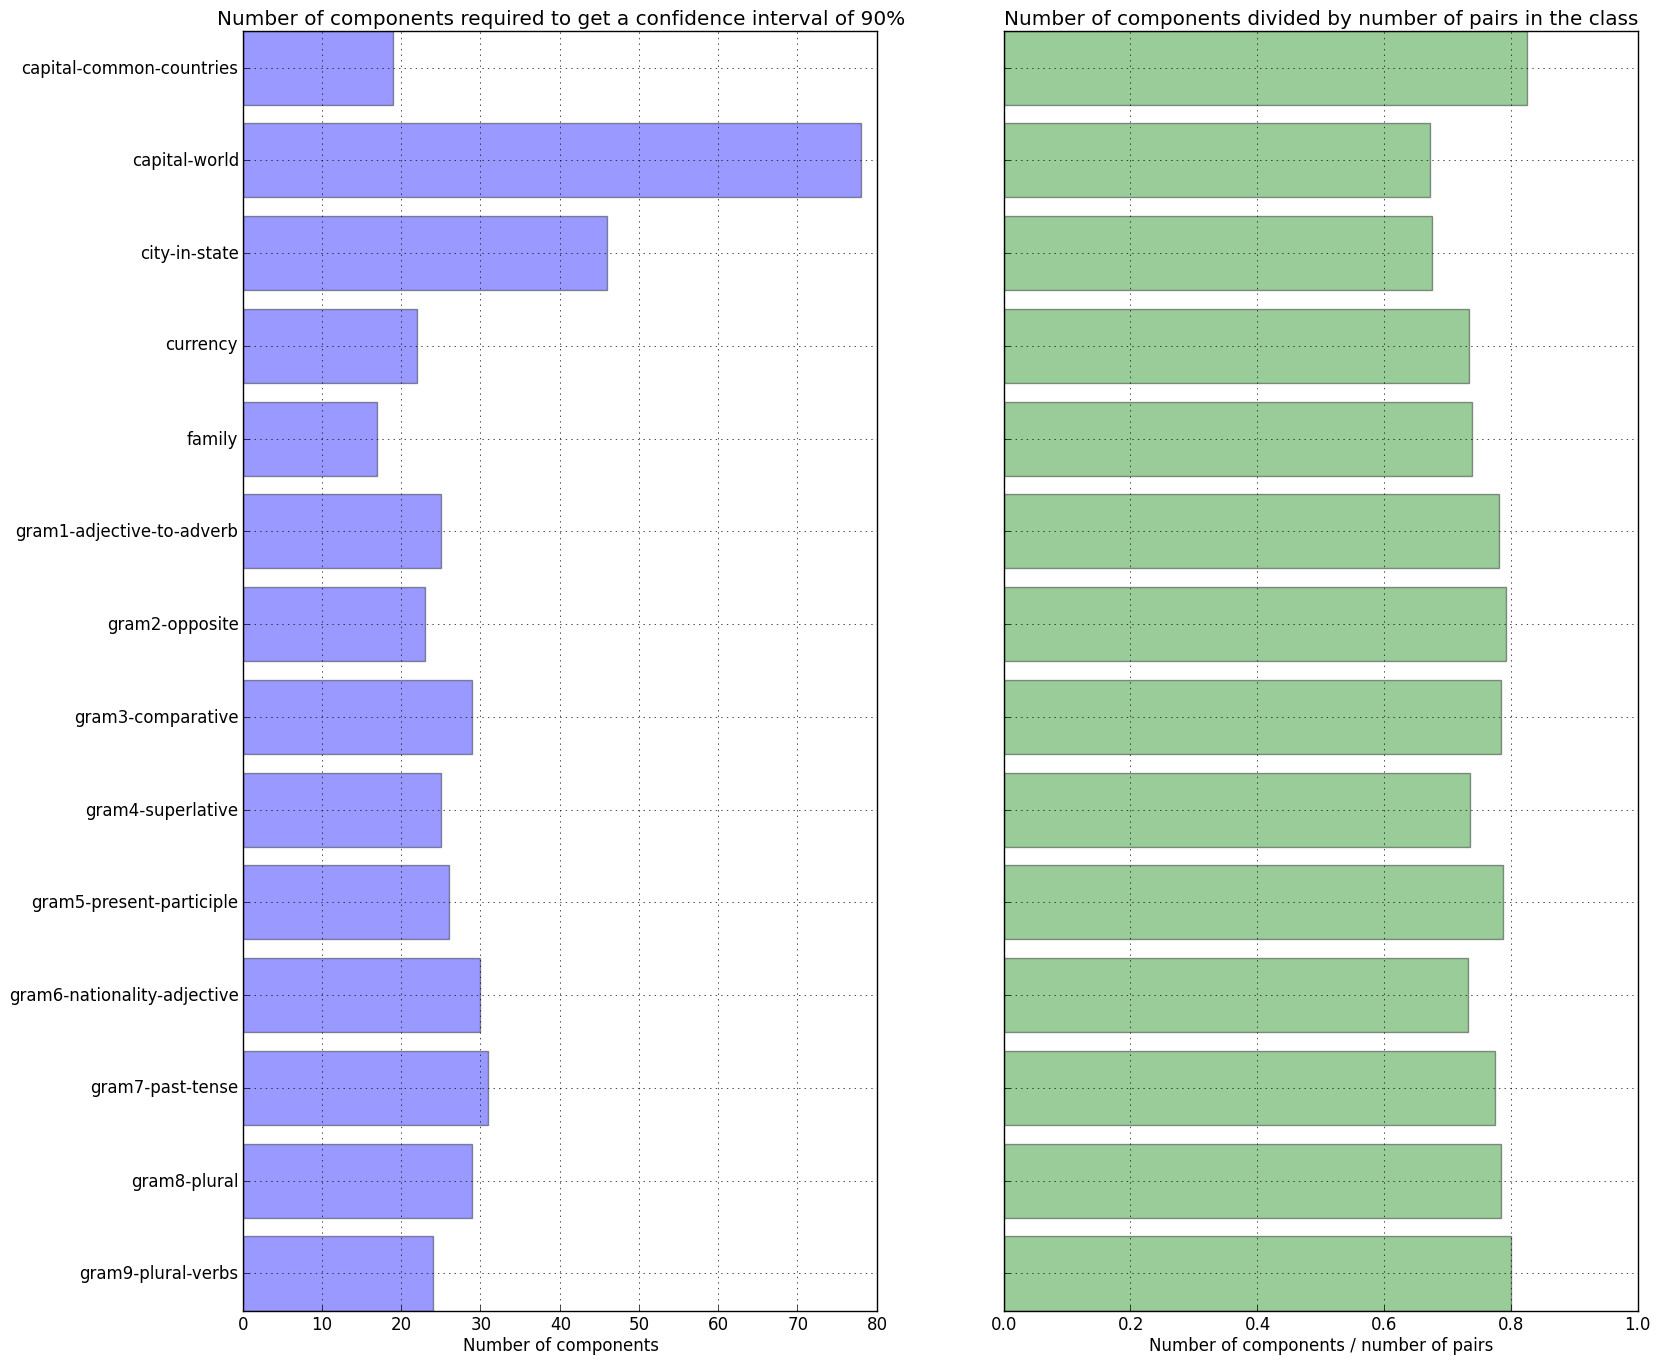 Number of components required to get a confidence interval of 90%
Number of components divided by number of pairs in the class
capital-common-countries
capital-world
city-in-state
currency
family
gram1-adjective-to-adverb
gram2-opposite
gram3-comparative
gram4-superlative
gram5-present-participle
gram6-nationality-adjective
gram7-past-tense
gram8-plural
gram9-plural-verbs
0 10 20 30 40 50 60 70 80
Number of components
0.0 0.2 0.4 0.6 0.8 1.0
Number of components / number of pairs